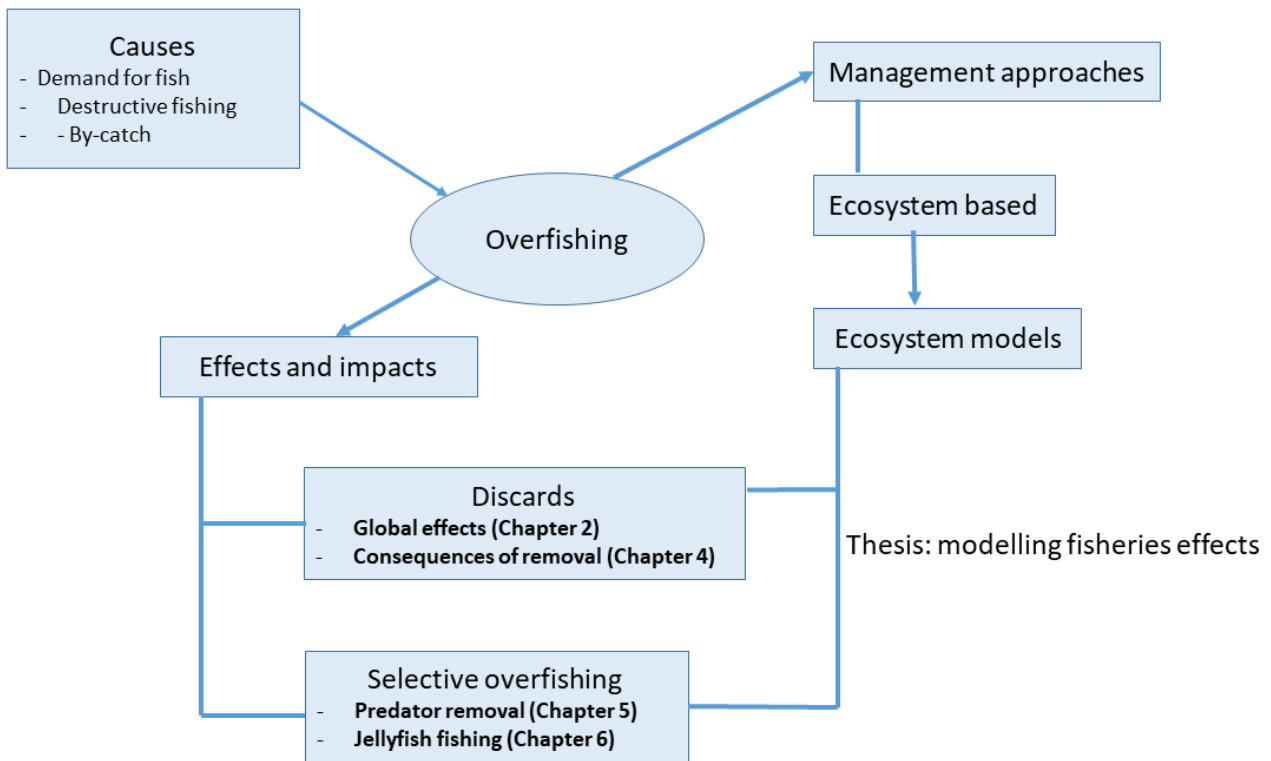 Causes
- Demand for fish
- Destructive fishing
- - By-catch
Management approaches
Ecosystem based
Overfishing
Ecosystem models
Effects and impacts
Discards
- Global effects (Chapter 2)
- Consequences of removal (Chapter 4)
Thesis: modelling fisheries effects
Selective overfishing
- Predator removal (Chapter 5)
- Jellyfish fishing (Chapter 6)